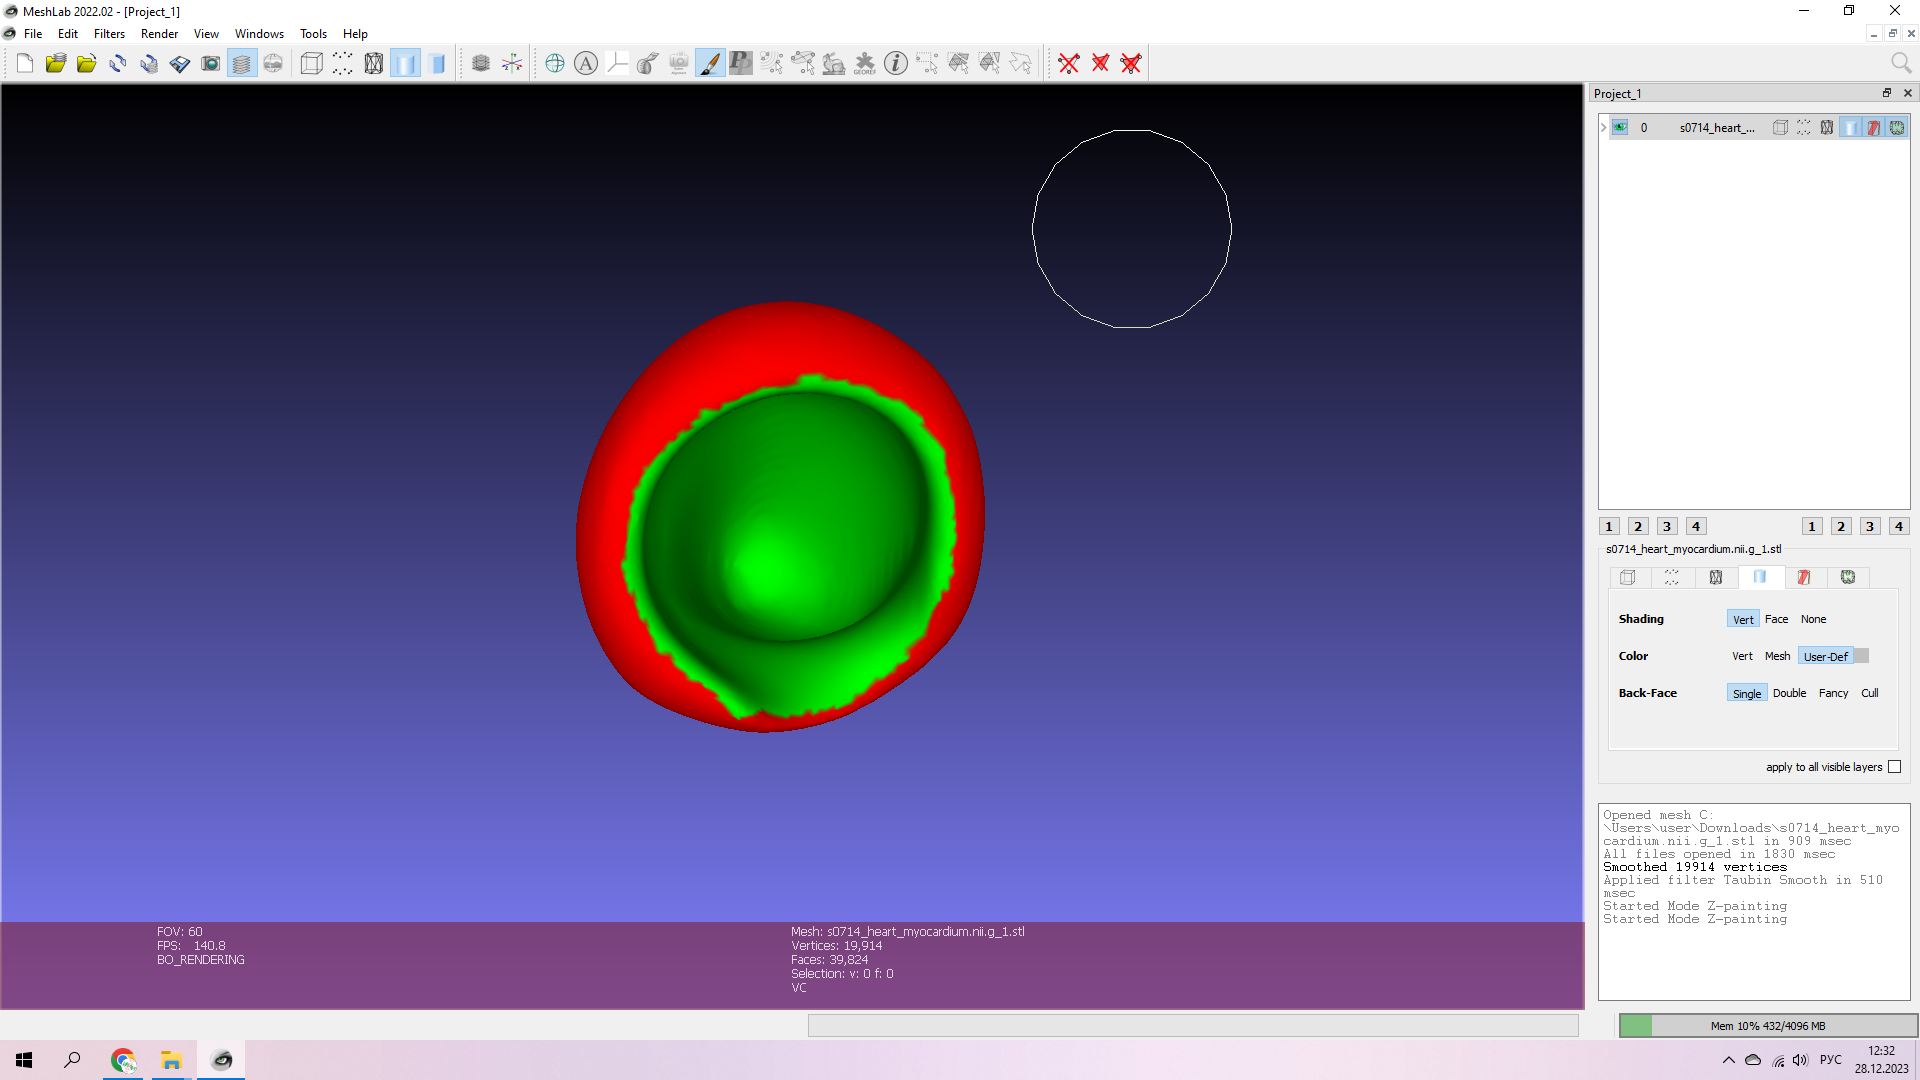 MeshLab 2022.02 - [Project_1]
File Edit Filters Render View Windows Tools Help
A
GEOREF
Project_1
0 s0714_heart_...
1 2 3 4 1 2 3 4
s0714_heart_myocardium.nii.g_1.stl
Shading Vert Face None
Color Vert Mesh User-Def
Back-Face Single Double Fancy Cull
apply to all visible layers
Opened mesh C:
\Users\user\Downloads\s0714_heart_myo
cardium.nii.g_1.stl in 909 msec
All files opened in 1830 msec
Smoothed 19914 vertices
Applied filter Taubin Smooth in 510
msec
Started Mode Z-painting
Started Mode Z-painting
FOV: 60
FPS: 140.8
BO_RENDERING
Mesh: s0714_heart_myocardium.nii.g_1.stl
Vertices: 19,914
Faces: 39,824
Selection: v: 0 f: 0
VC
Mem 10% 432/4096 MB
РУС
12:32
28.12.2023